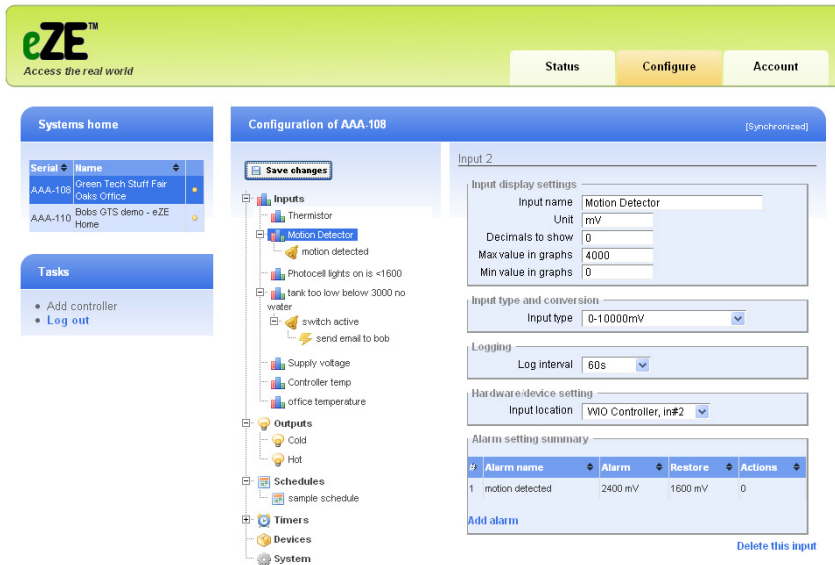 eZE™
Access the real world
Status
Configure
Account
Systems home
Serial Name
AAA-108 Green Tech Stuff Fair
Oaks Office
AAA-110 Bobs GTS demo - eZE
Home
Tasks
Add controller
Log out
Configuration of AAA-108
[Synchronized]
Save changes
Inputs
Thermistor
Motion Detector
motion detected
Photocell lights on is <1600
tank too low below 3000 no
water
switch active
send email to bob
Supply voltage
Controller temp
office temperature
Outputs
Cold
Hot
Schedules
sample schedule
Timers
Devices
System
Input 2
Input display settings
Input name Motion Detector
Unit mV
Decimals to show 0
Max value in graphs 4000
Min value in graphs 0
Input type and conversion
Input type 0-10000mV
Logging
Log interval 60s
Hardware/device setting
Input location WIO Controller, in#2
Alarm setting summary
# Alarm name Alarm Restore Actions
1 motion detected 2400 mV 1600 mV 0
Add alarm
Delete this input